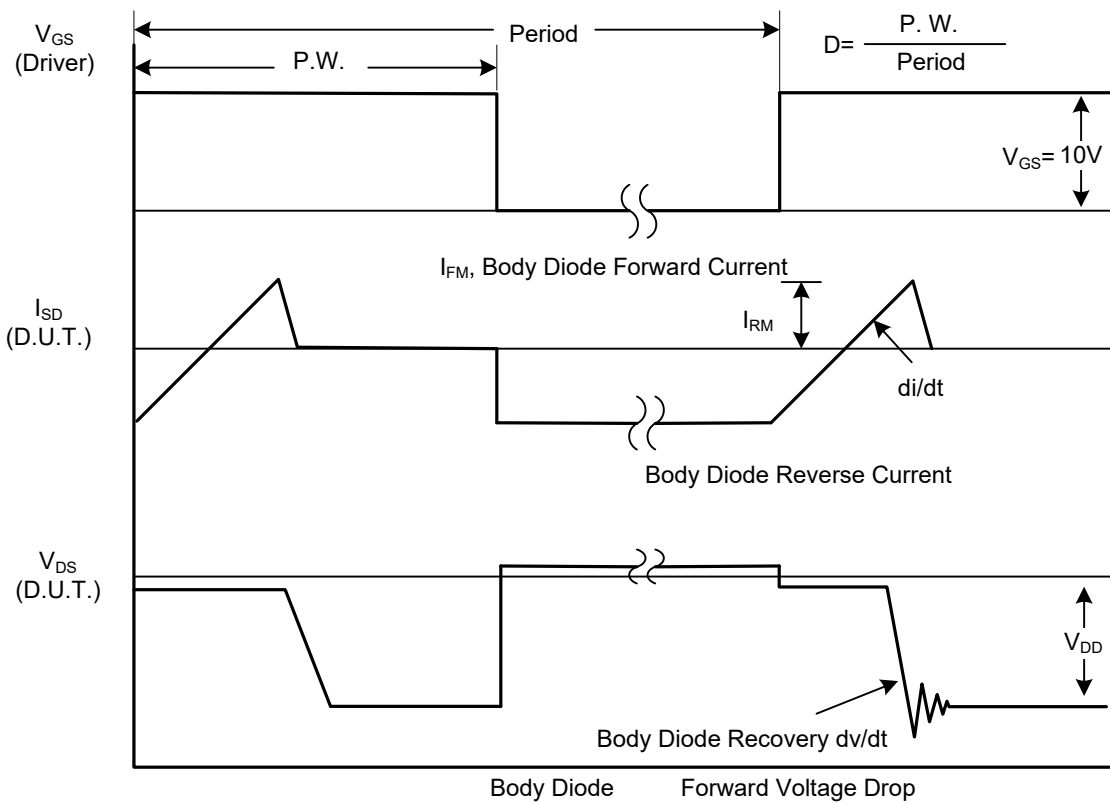 V_GS
(Driver)
Period
P.W.
D= P. W.
Period
V_GS= 10V
I_FM, Body Diode Forward Current
I_SD
(D.U.T.)
I_RM
di/dt
Body Diode Reverse Current
V_DS
(D.U.T.)
V_DD
Body Diode Recovery dv/dt
Body Diode Forward Voltage Drop